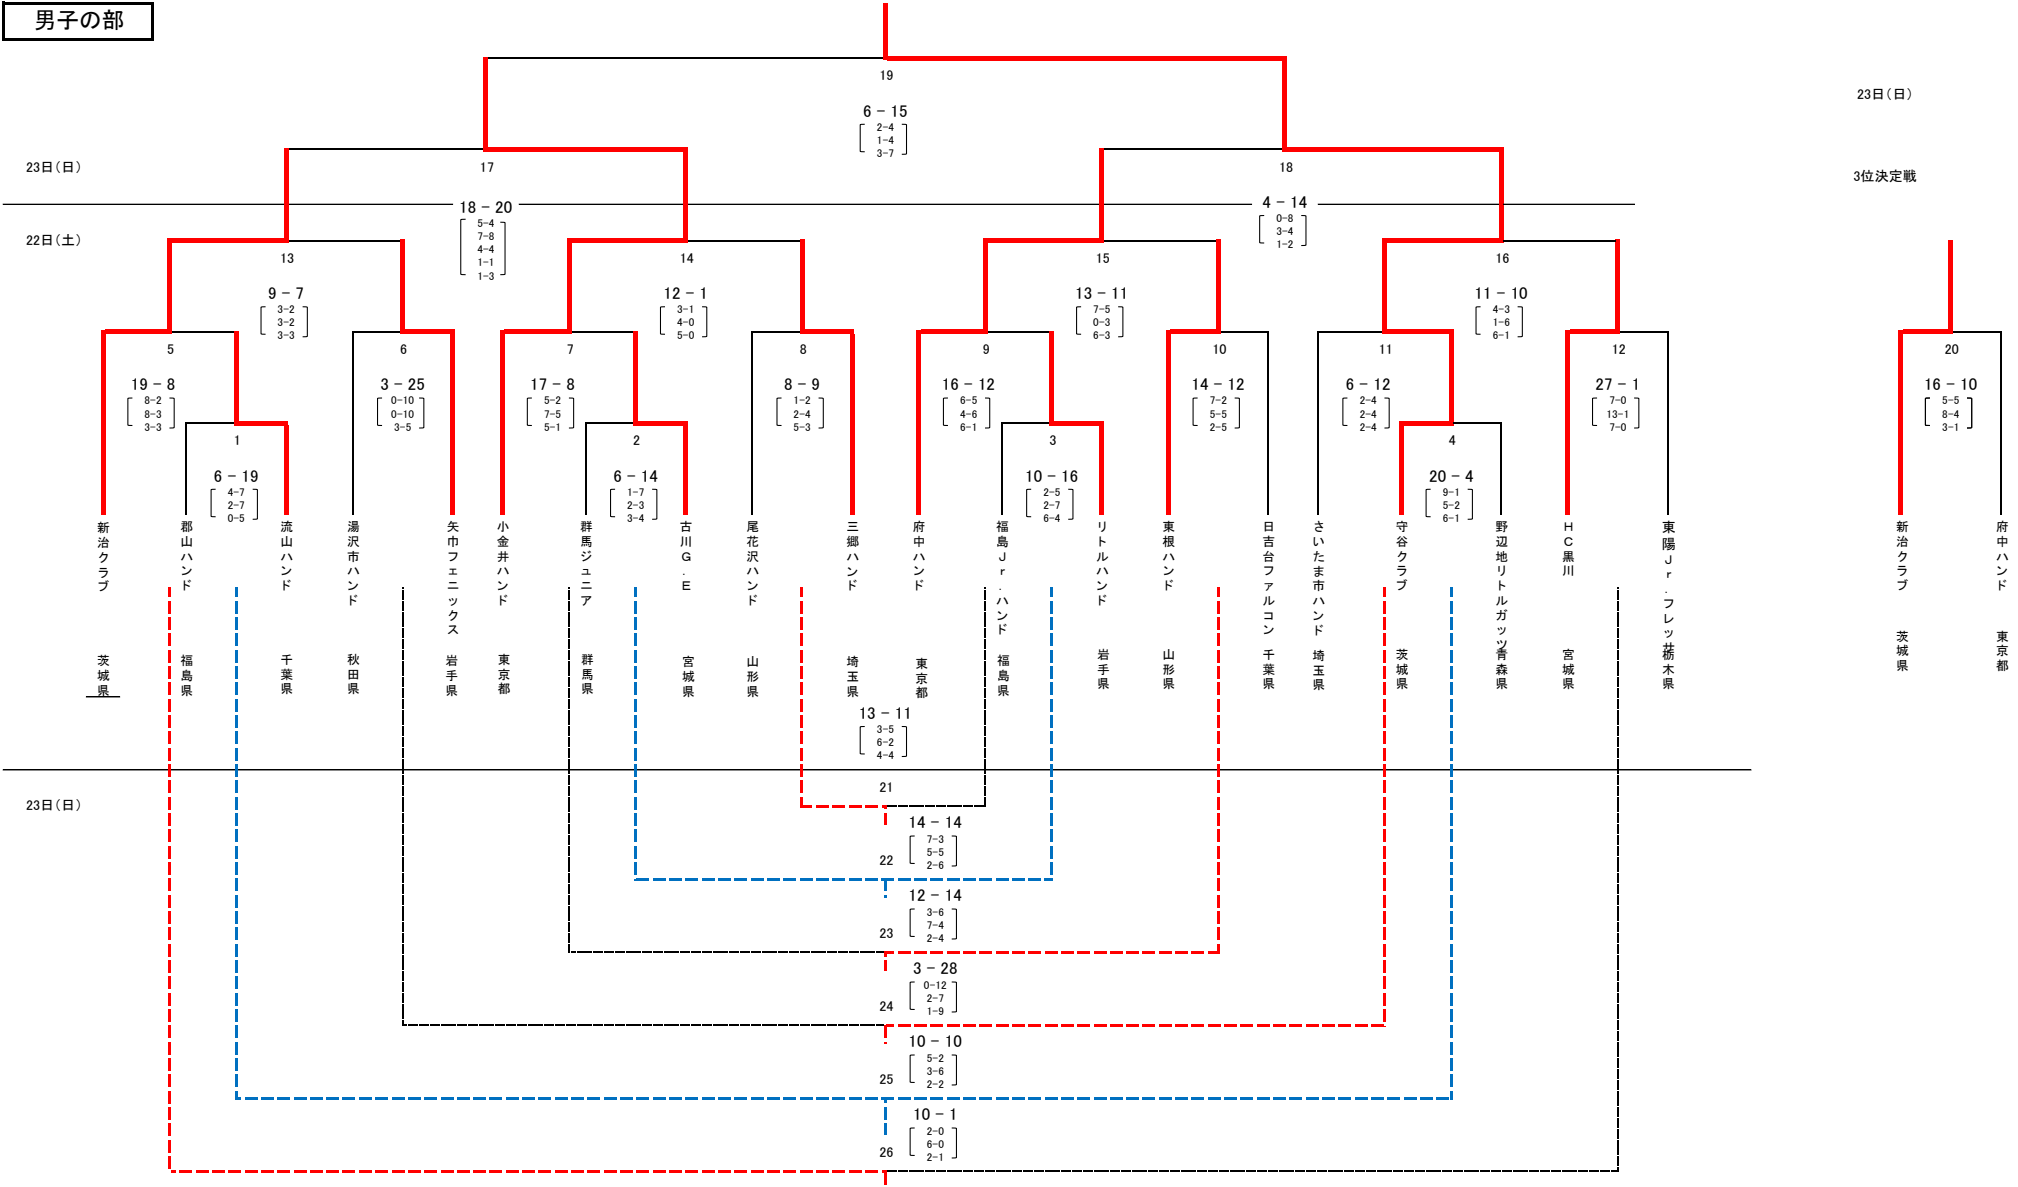 男子の部
19
6 − 15
2−4
1−4
3−7
23日（日）
23日（日）
17
18
3位決定戦
18 − 20
5−4
7−8
4−4
1−1
1−3
4 − 14
0−8
3−4
1−2
22日（土）
13
14
15
16
9 − 7
3−2
3−2
3−3
12 − 1
3−1
4−0
5−0
13 − 11
7−5
0−3
6−3
11 − 10
4−3
1−6
6−1
5
6
7
8
9
10
11
12
20
19 − 8
8−2
8−3
3−3
3 − 25
0−10
0−10
3−5
17 − 8
5−2
7−5
5−1
8 − 9
1−2
2−4
5−3
16 − 12
6−5
4−6
6−1
14 − 12
7−2
5−5
2−5
6 − 12
2−4
2−4
2−4
27 − 1
7−0
13−1
7−0
16 − 10
5−5
8−4
3−1
1
2
3
4
6 − 19
4−7
2−7
0−5
6 − 14
1−7
2−3
3−4
10 − 16
2−5
2−7
6−4
20 − 4
9−1
5−2
6−1
新治クラブ
茨城県
郡山ハンド
福島県
流山ハンド
千葉県
湯沢市ハンド
秋田県
矢巾フェニックス
岩手県
小金井ハンド
東京都
群馬ジュニア
群馬県
古川Ｇ．Ｅ
宮城県
尾花沢ハンド
山形県
三郷ハンド
埼玉県
府中ハンド
東京都
福島Ｊｒ．ハンド
福島県
リトルハンド
岩手県
東根ハンド
山形県
日吉台ファルコン
千葉県
さいたま市ハンド
埼玉県
守谷クラブ
茨城県
野辺地リトルガッツ
青森県
ＨＣ黒川
宮城県
東陽Ｊｒ．フレッサ
栃木県
新治クラブ
茨城県
府中ハンド
東京都
13 − 11
3−5
6−2
4−4
21
23日（日）
14 − 14
7−3
5−5
2−6
22
12 − 14
3−6
7−4
2−4
23
3 − 28
0−12
2−7
1−9
24
10 − 10
5−2
3−6
2−2
25
10 − 1
2−0
6−0
2−1
26